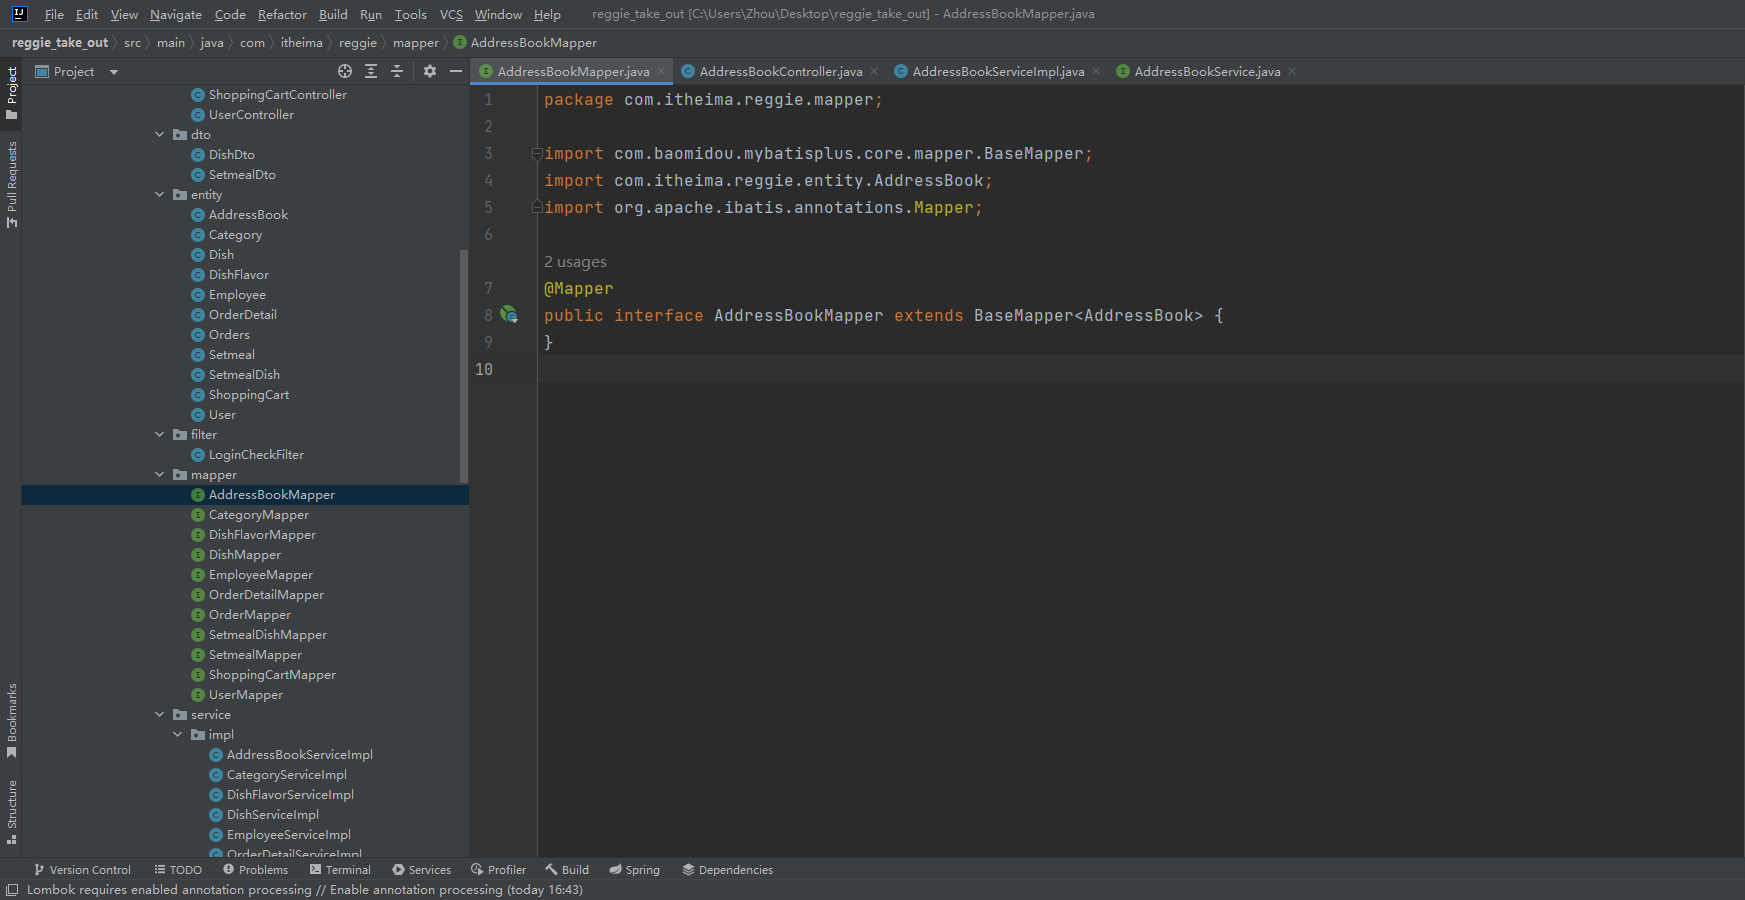 File Edit View Navigate Code Refactor Build Run Tools VCS Window Help reggie_take_out [C:\Users\Zhou\Desktop\reggie_take_out] - AddressBookMapper.java
reggie_take_out src main java com itheima reggie mapper I AddressBookMapper
Project
Pull Requests
Bookmarks
Structure
Project
ShoppingCartController
UserController
dto
DishDto
SetmealDto
entity
AddressBook
Category
Dish
DishFlavor
Employee
OrderDetail
Orders
Setmeal
SetmealDish
ShoppingCart
User
filter
LoginCheckFilter
mapper
AddressBookMapper
CategoryMapper
DishFlavorMapper
DishMapper
EmployeeMapper
OrderDetailMapper
OrderMapper
SetmealDishMapper
SetmealMapper
ShoppingCartMapper
UserMapper
service
impl
AddressBookServiceImpl
CategoryServiceImpl
DishFlavorServiceImpl
DishServiceImpl
EmployeeServiceImpl
OrderDetailServiceImpl
AddressBookMapper.java AddressBookController.java AddressBookServiceImpl.java AddressBookService.java
1 package com.itheima.reggie.mapper;
2
3 import com.baomidou.mybatisplus.core.mapper.BaseMapper;
4 import com.itheima.reggie.entity.AddressBook;
5 import org.apache.ibatis.annotations.Mapper;
6
2 usages
7 @Mapper
8 public interface AddressBookMapper extends BaseMapper<AddressBook> {
9 }
10
Version Control TODO Problems Terminal Services Profiler Build Spring Dependencies
Lombok requires enabled annotation processing // Enable annotation processing (today 16:43)